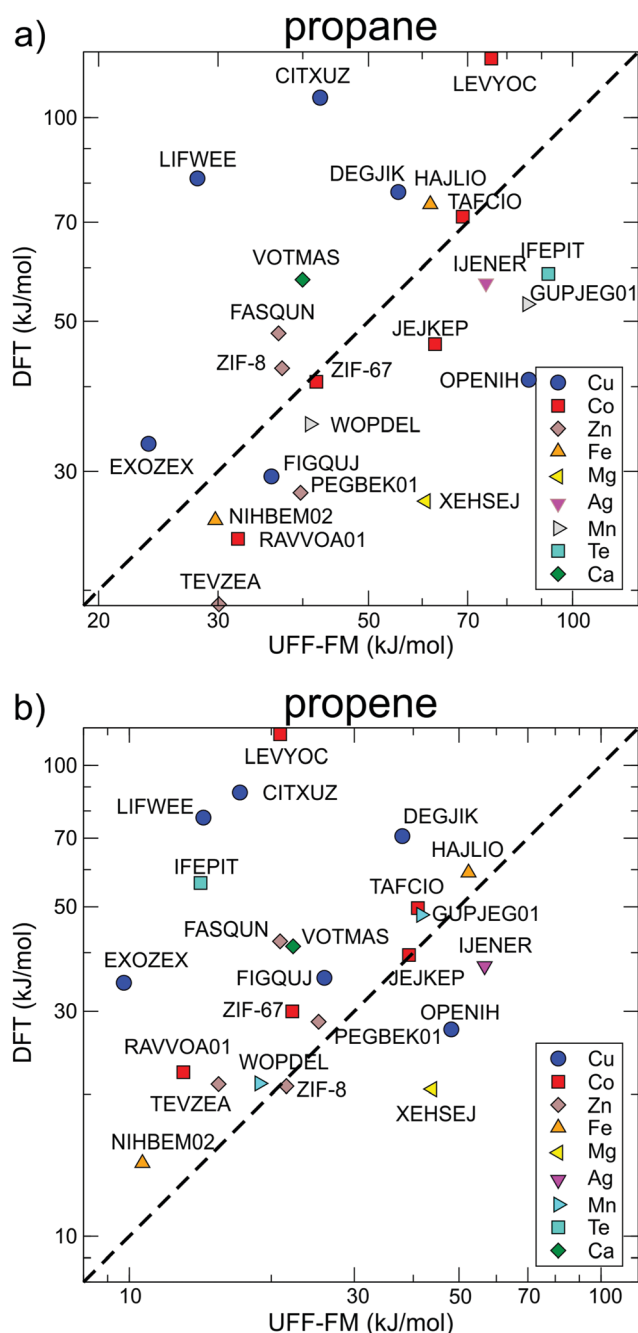 a)
propane
CITXUZ
LEVYOC
LIFWEE
DEGJIK
HAJLIO
TAFCIO
VOTMAS
IJENER
IFEPIT
GUPJEG01
FASQUN
JEJKEP
ZIF-8
ZIF-67
OPENIH
WOPDEL
EXOZEX
FIGQUJ
PEGBEK01
XEHSEJ
NIHBEM02
RAVVOA01
TEVZEA
Cu
Co
Zn
Fe
Mg
Ag
Mn
Te
Ca
100
70
50
30
DFT (kJ/mol)
20 30 50 70 100
UFF-FM (kJ/mol)
b)
propene
LEVYOC
CITXUZ
LIFWEE
DEGJIK
IFEPIT
HAJLIO
TAFCIO
GUPJEG01
FASQUN
VOTMAS
IJENER
EXOZEX
FIGQUJ
JEJKEP
ZIF-67
OPENIH
PEGBEK01
RAVVOA01
WOPDEL
TEVZEA
ZIF-8
XEHSEJ
NIHBEM02
Cu
Co
Zn
Fe
Mg
Ag
Mn
Te
Ca
100
70
50
30
10
DFT (kJ/mol)
10 30 50 70 100
UFF-FM (kJ/mol)